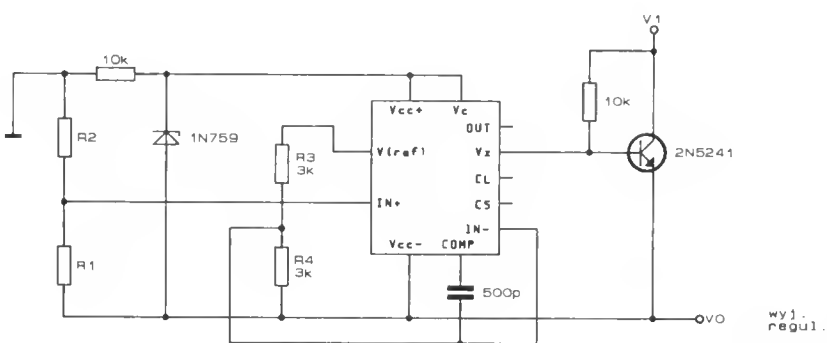 V1
10k
Vcc+ Vc
OUT
10k
R2
1N759
R3
3k
V(ref)
Vz
2N5241
CL
IN+
CS
IN-
Vcc- COMP
R1
R4
3k
500p
VO
wyj.
regul.